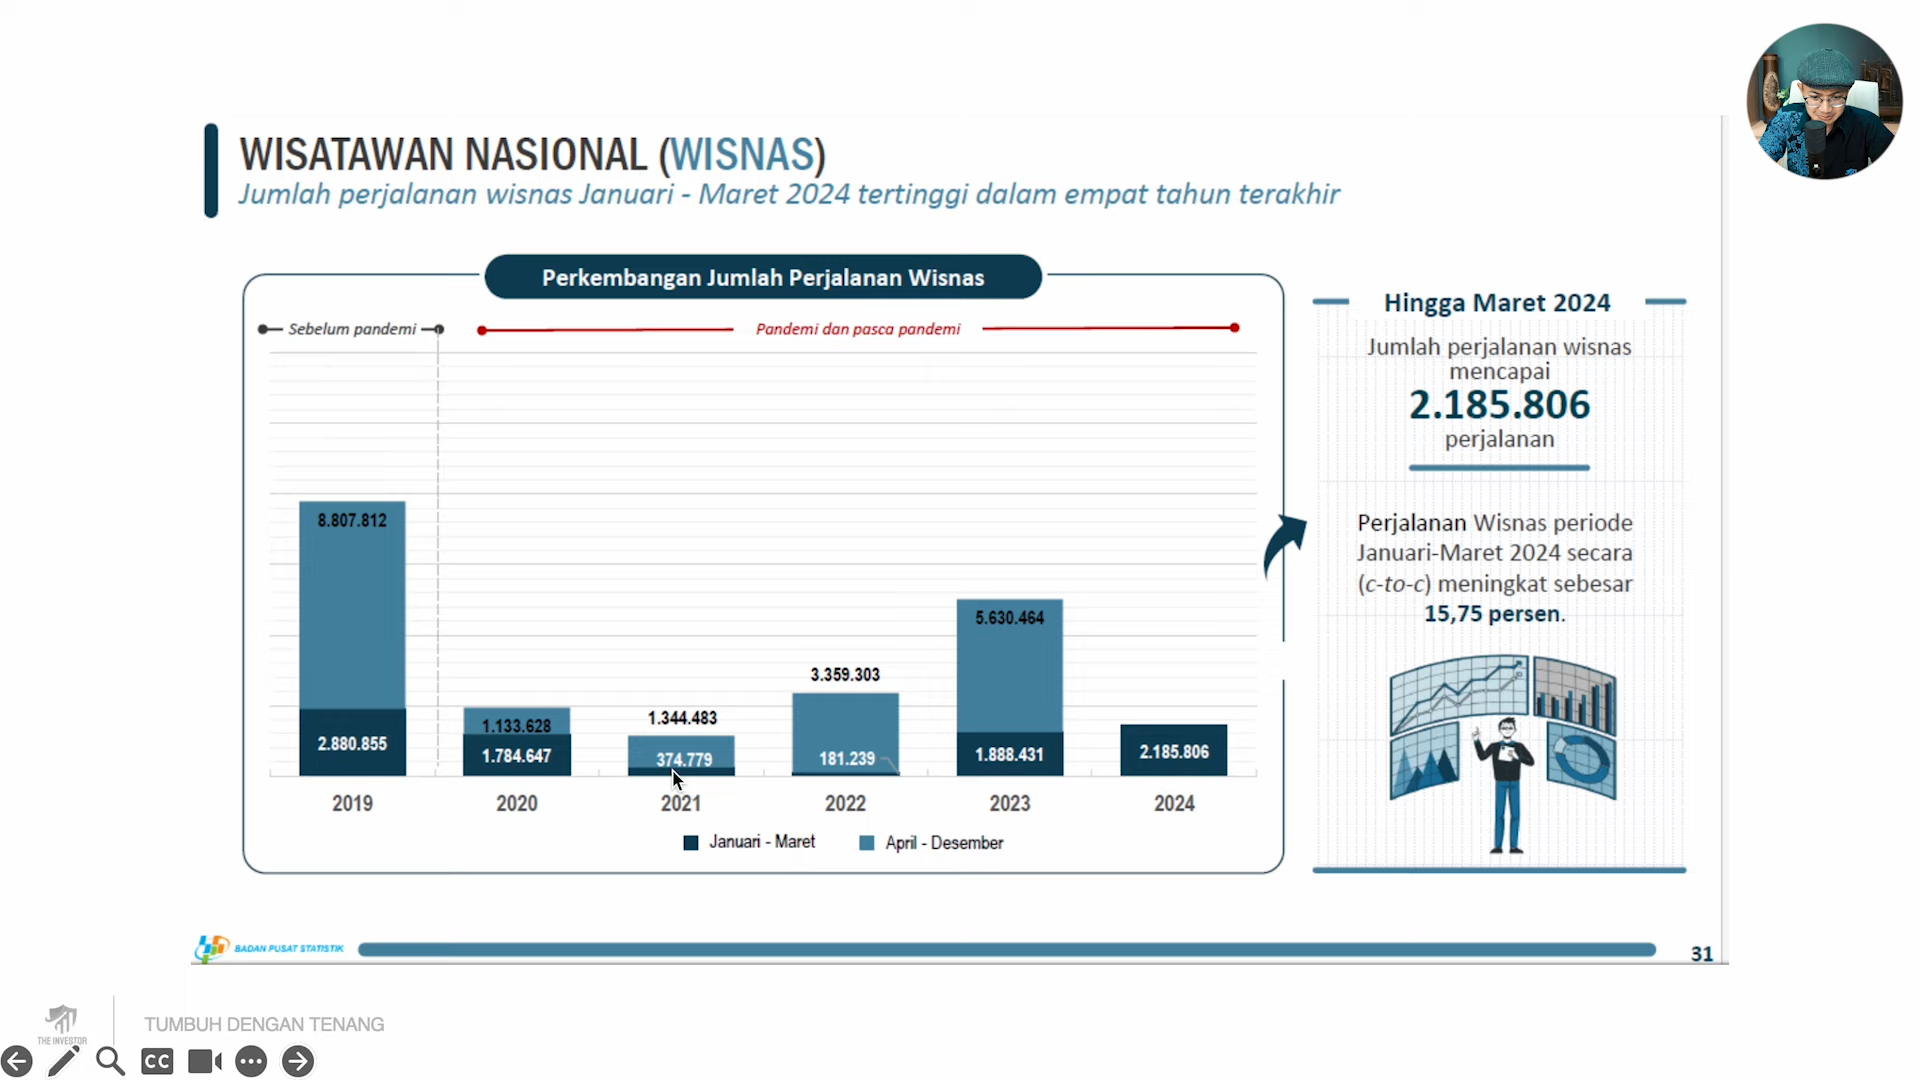 WISATAWAN NASIONAL (WISNAS)
Jumlah perjalanan wisnas Januari - Maret 2024 tertinggi dalam empat tahun terakhir
Perkembangan Jumlah Perjalanan Wisnas
Sebelum pandemi
Pandemi dan pasca pandemi
8.807.812
2.880.855
1.133.628
1.784.647
1.344.483
374.779
3.359.303
181.239
5.630.464
1.888.431
2.185.806
2019 2020 2021 2022 2023 2024
Januari - Maret April - Desember
Hingga Maret 2024
Jumlah perjalanan wisnas
mencapai
2.185.806
perjalanan
Perjalanan Wisnas periode
Januari-Maret 2024 secara
(c-to-c) meningkat sebesar
15,75 persen.
BADAN PUSAT STATISTIK
31
THE INVESTOR
TUMBUH DENGAN TENANG
CC